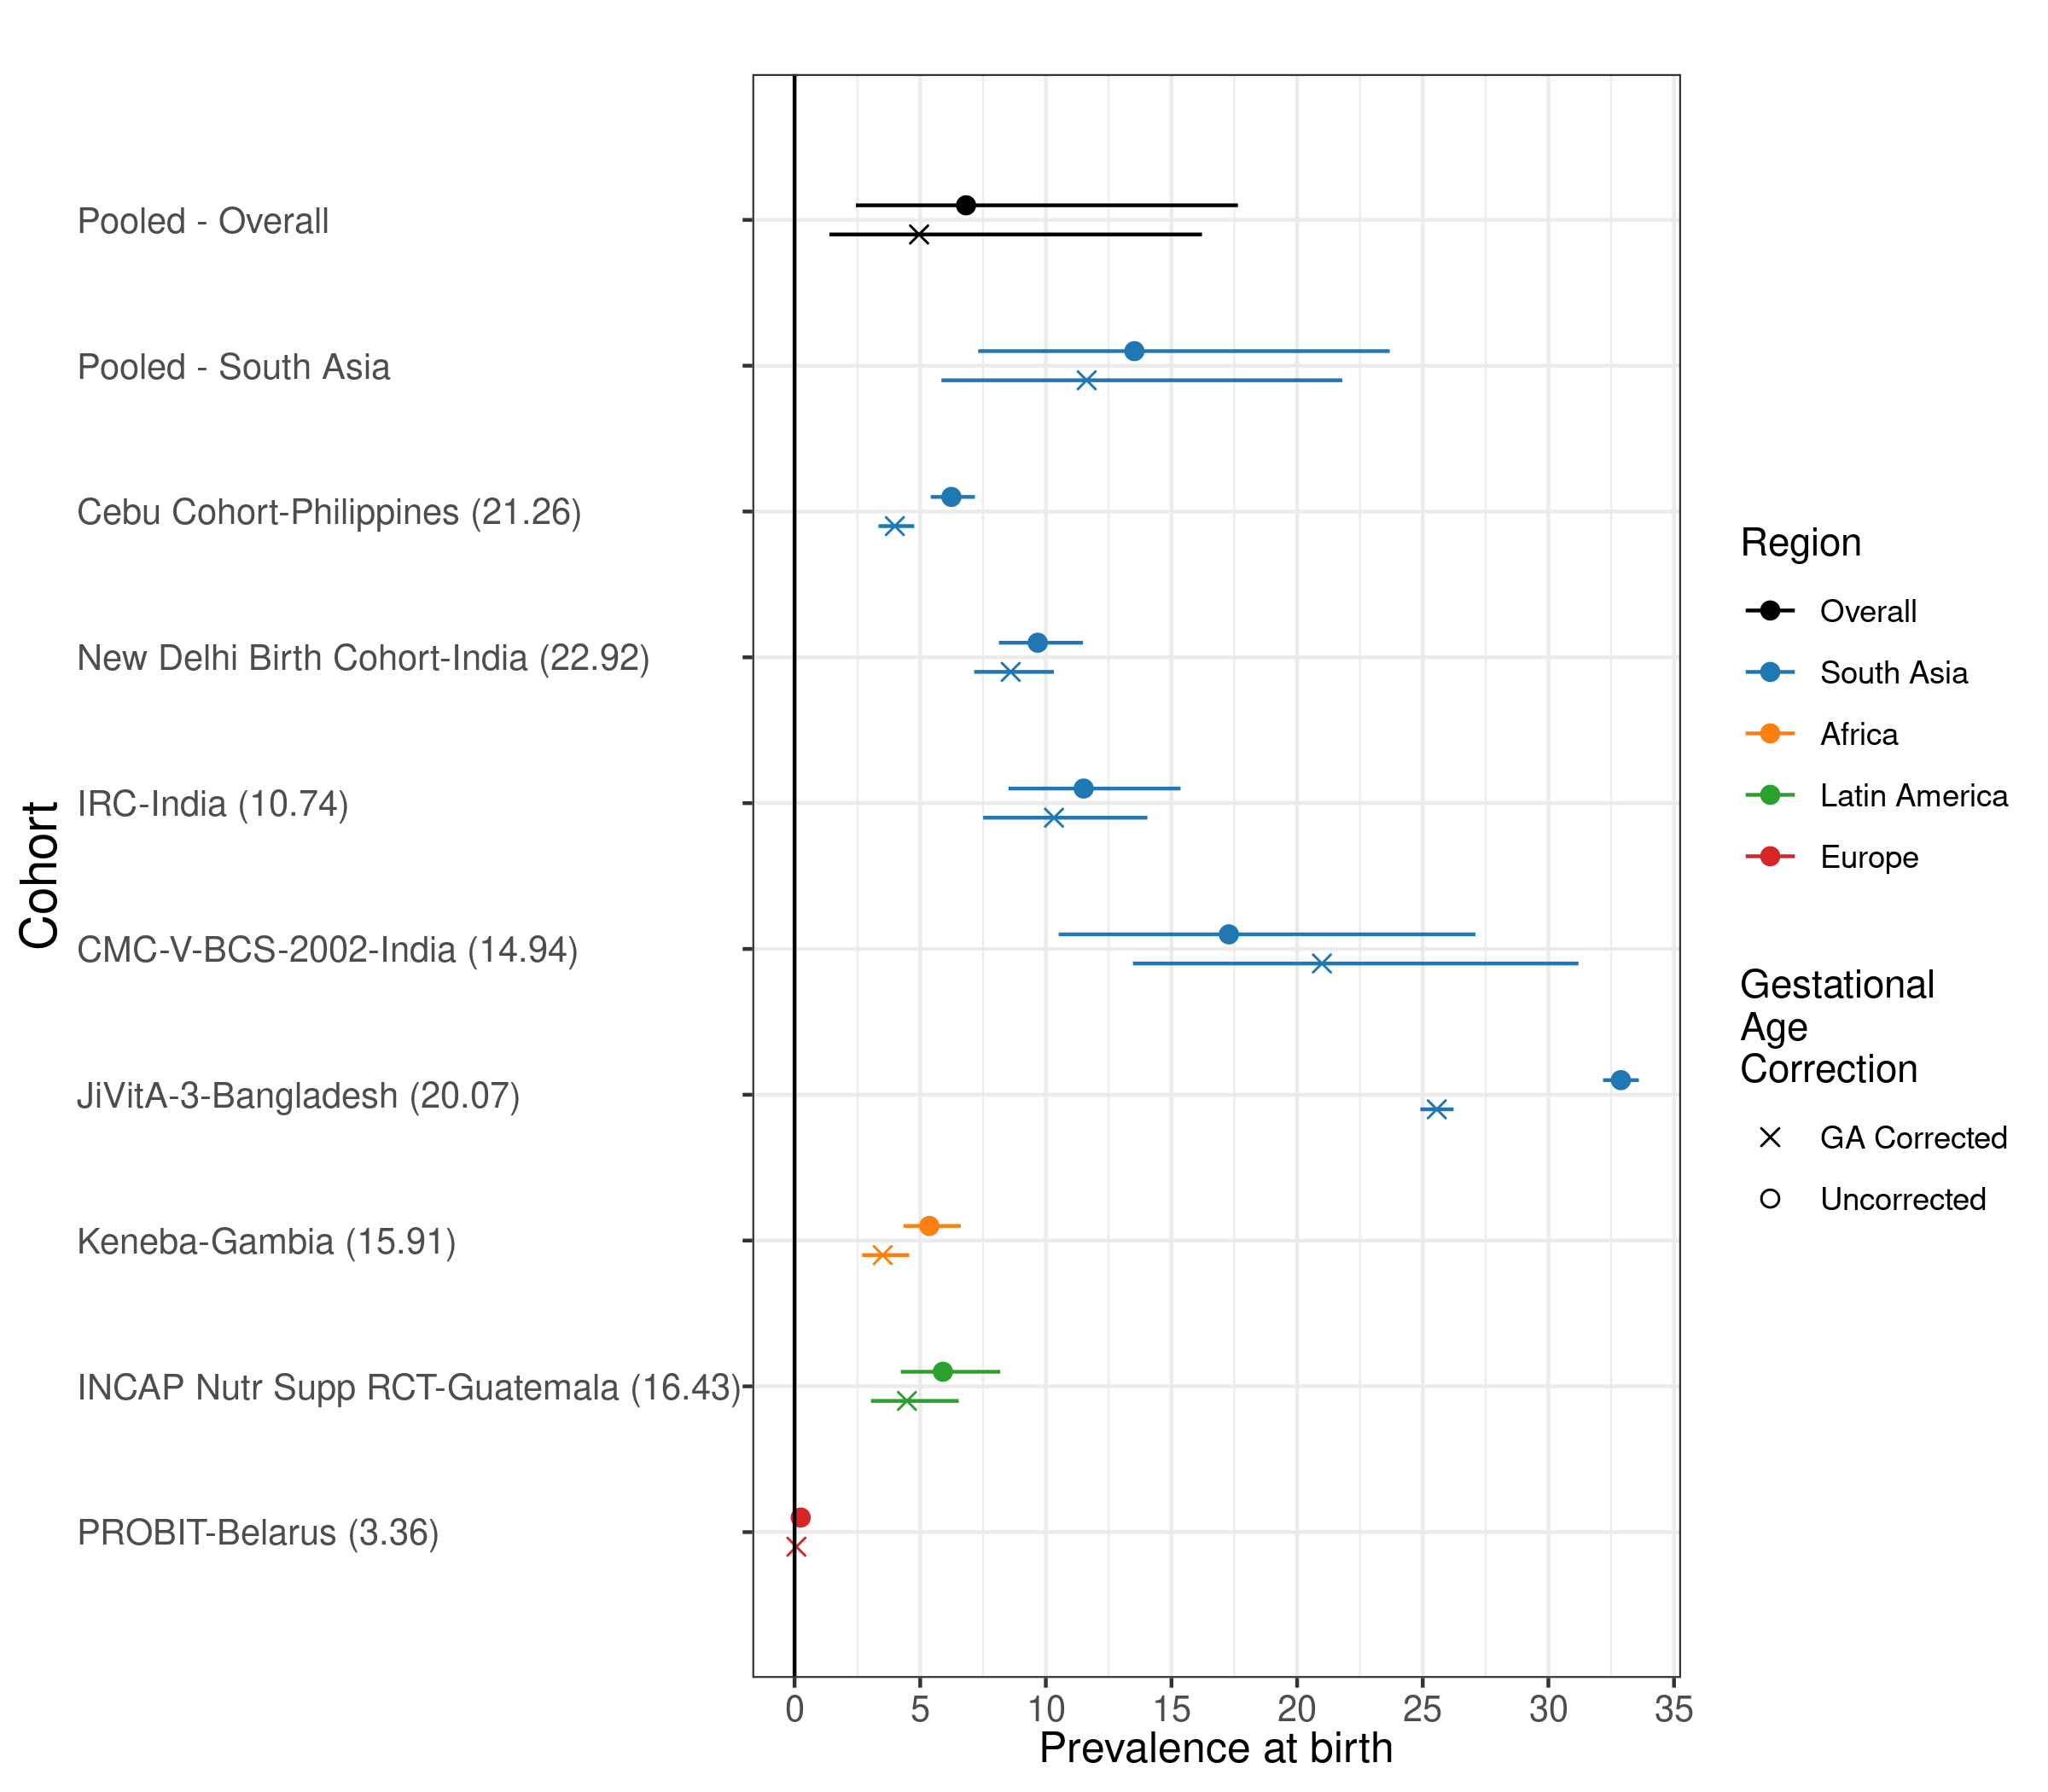 Pooled - Overall
Pooled - South Asia
Cebu Cohort-Philippines (21.26)
New Delhi Birth Cohort-India (22.92)
IRC-India (10.74)
CMC-V-BCS-2002-India (14.94)
JiVitA-3-Bangladesh (20.07)
Keneba-Gambia (15.91)
INCAP Nutr Supp RCT-Guatemala (16.43)
PROBIT-Belarus (3.36)
Cohort
0 5 10 15 20 25 30 35
Prevalence at birth
Region
Overall
South Asia
Africa
Latin America
Europe
Gestational
Age
Correction
GA Corrected
Uncorrected